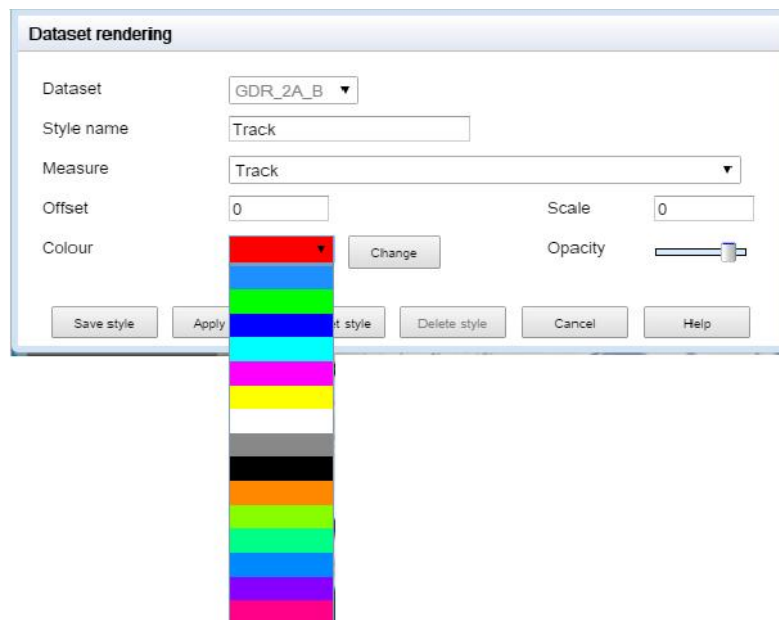 Dataset rendering
Dataset GDR_2A_B
Style name Track
Measure Track
Offset 0 Scale 0
Colour Change Opacity
Save style Apply style Delete style Cancel Help